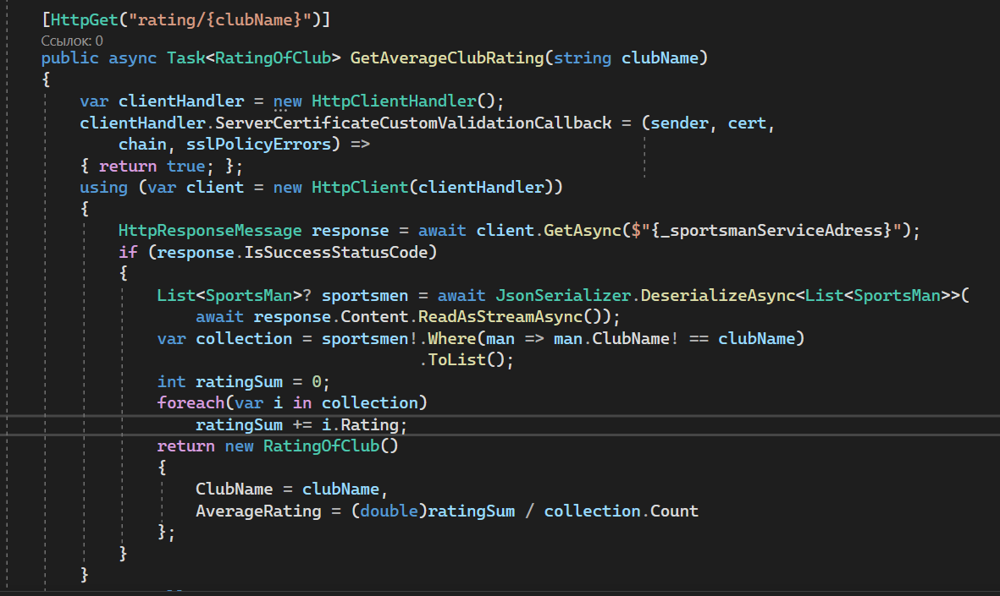 [HttpGet("rating/{clubName}")]
Ссылок: 0
public async Task<RatingOfClub> GetAverageClubRating(string clubName)
{
var clientHandler = new HttpClientHandler();
clientHandler.ServerCertificateCustomValidationCallback = (sender, cert,
chain, sslPolicyErrors) =>
{ return true; };
using (var client = new HttpClient(clientHandler))
{
HttpResponseMessage response = await client.GetAsync($"{_sportsmanServiceAdress}");
if (response.IsSuccessStatusCode)
{
List<SportsMan>? sportsmen = await JsonSerializer.DeserializeAsync<List<SportsMan>>(
await response.Content.ReadAsStreamAsync());
var collection = sportsmen!.Where(man => man.ClubName! == clubName)
.ToList();
int ratingSum = 0;
foreach(var i in collection)
ratingSum += i.Rating;
return new RatingOfClub()
{
ClubName = clubName,
AverageRating = (double)ratingSum / collection.Count
};
}
}